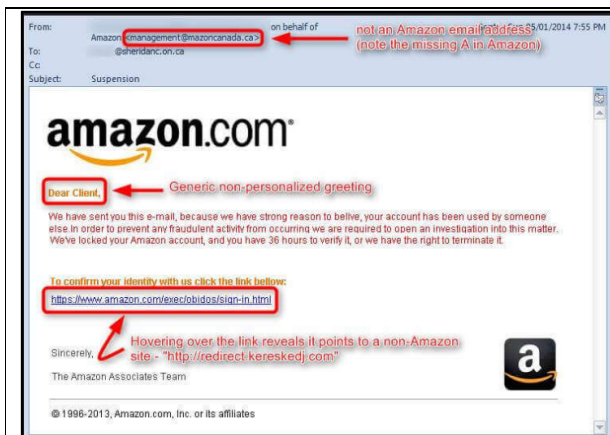 From: on behalf of
Amazon <management@mazoncanada.ca>
not an Amazon email address
(note the missing A in Amazon)
05/01/2014 7:55 PM
To: @sheridanc.on.ca
Cc:
Subject: Suspension
amazon.com
Dear Client,
Generic non-personalized greeting
We have sent you this e-mail, because we have strong reason to belive, your account has been used by someone
else. In order to prevent any fraudulent activity from occurring we are required to open an investigation into this matter.
We've locked your Amazon account, and you have 36 hours to verify it, or we have the right to terminate it.
To confirm your identity with us click the link bellow:
https://www.amazon.com/exec/obidos/sign-in.html
Hovering over the link reveals it points to a non-Amazon
site - "http://redirect.kereskedj.com"
Sincerely,
The Amazon Associates Team
a
© 1996-2013, Amazon.com, Inc. or its affiliates